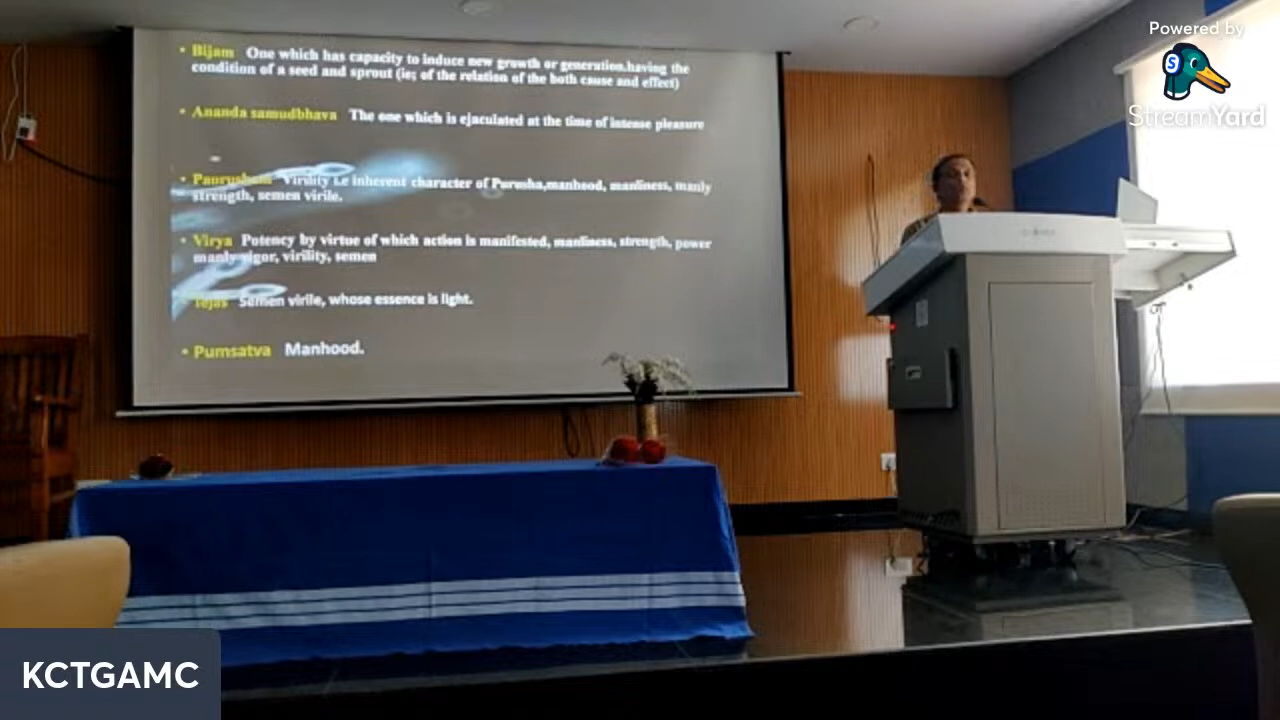 Powered by
StreamYard
• Bijam One which has capacity to induce new growth or generation.having the
condition of a seed and sprout (ie; of the relation of the both cause and effect)
• Ananda samudbhava The one which is ejaculated at the time of intense pleasure
• Virility i.e inherent character of Purusha,manhood, manliness, manly
strength, semen virile.
• Virya Potency by virtue of which action is manifested, manliness, strength, power
manly vigor, virility, semen
• Tejas Semen virile, whose essence is light.
• Pumsatva Manhood.
KCTGAMC